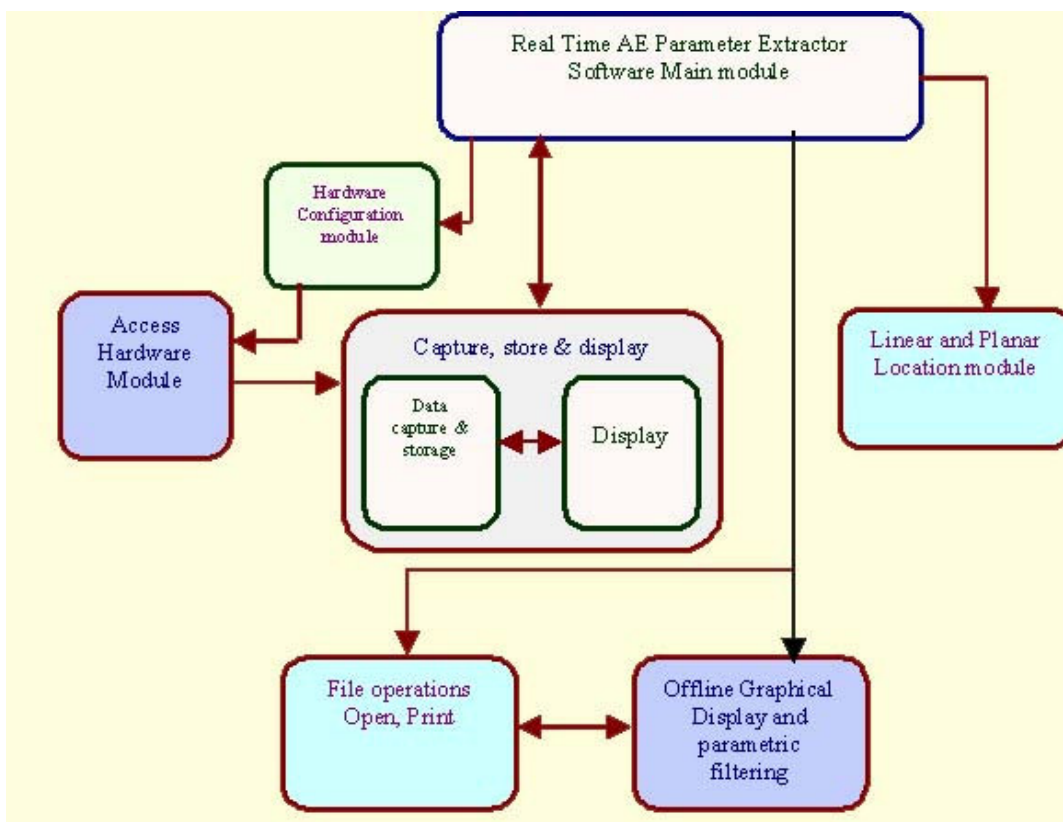 Real Time AE Parameter Extractor
Software Main module
Hardware
Configuration
module
Access
Hardware
Module
Capture, store & display
Data
capture &
storage
Display
Linear and Planar
Location module
File operations
Open, Print
Offline Graphical
Display and
parametric
filtering